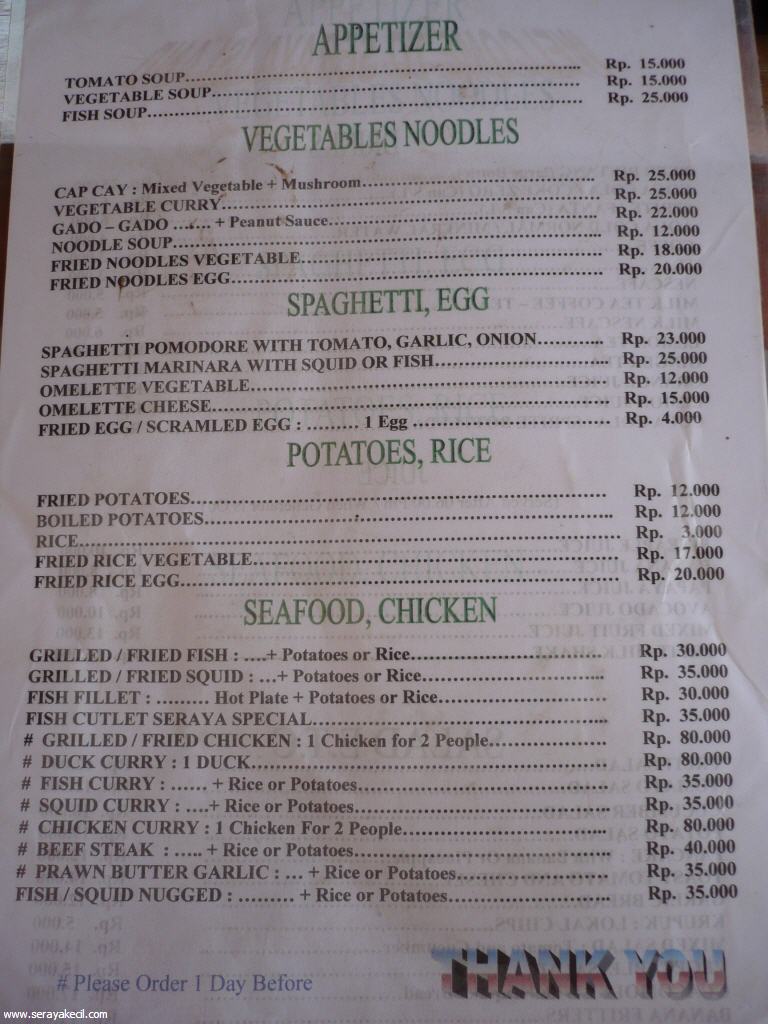 APPETIZER
TOMATO SOUP................................ Rp. 15.000
VEGETABLE SOUP................................ Rp. 15.000
FISH SOUP................................ Rp. 25.000
VEGETABLES NOODLES
CAP CAY : Mixed Vegetable + Mushroom................................ Rp. 25.000
VEGETABLE CURRY................................ Rp. 25.000
GADO – GADO ....... + Peanut Sauce................................ Rp. 22.000
NOODLE SOUP................................ Rp. 12.000
FRIED NOODLES VEGETABLE................................ Rp. 18.000
FRIED NOODLES EGG................................ Rp. 20.000
SPAGHETTI, EGG
SPAGHETTI POMODORE WITH TOMATO, GARLIC, ONION............ Rp. 23.000
SPAGHETTI MARINARA WITH SQUID OR FISH................................ Rp. 25.000
OMELETTE VEGETABLE................................ Rp. 12.000
OMELETTE CHEESE................................ Rp. 15.000
FRIED EGG / SCRAMLED EGG : ......... 1 Egg ................................ Rp. 4.000
POTATOES, RICE
FRIED POTATOES................................ Rp. 12.000
BOILED POTATOES................................ Rp. 12.000
RICE................................ Rp. 3.000
FRIED RICE VEGETABLE................................ Rp. 17.000
FRIED RICE EGG................................ Rp. 20.000
SEAFOOD, CHICKEN
GRILLED / FRIED FISH : ....+ Potatoes or Rice................................ Rp. 30.000
GRILLED / FRIED SQUID : ...+ Potatoes or Rice................................ Rp. 35.000
FISH FILLET : ......... Hot Plate + Potatoes or Rice................................ Rp. 30.000
FISH CUTLET SERAYA SPECIAL................................ Rp. 35.000
# GRILLED / FRIED CHICKEN : 1 Chicken for 2 People................... Rp. 80.000
# DUCK CURRY : 1 DUCK................................ Rp. 80.000
# FISH CURRY : ...... + Rice or Potatoes................................ Rp. 35.000
# SQUID CURRY : ....+ Rice or Potatoes................................ Rp. 35.000
# CHICKEN CURRY : 1 Chicken For 2 People................................ Rp. 80.000
# BEEF STEAK : ..... + Rice or Potatoes................................ Rp. 40.000
# PRAWN BUTTER GARLIC : ... + Rice or Potatoes................................ Rp. 35.000
FISH / SQUID NUGGED : ......... + Rice or Potatoes................................ Rp. 35.000
# Please Order 1 Day Before
THANK YOU
www.serayakecil.com